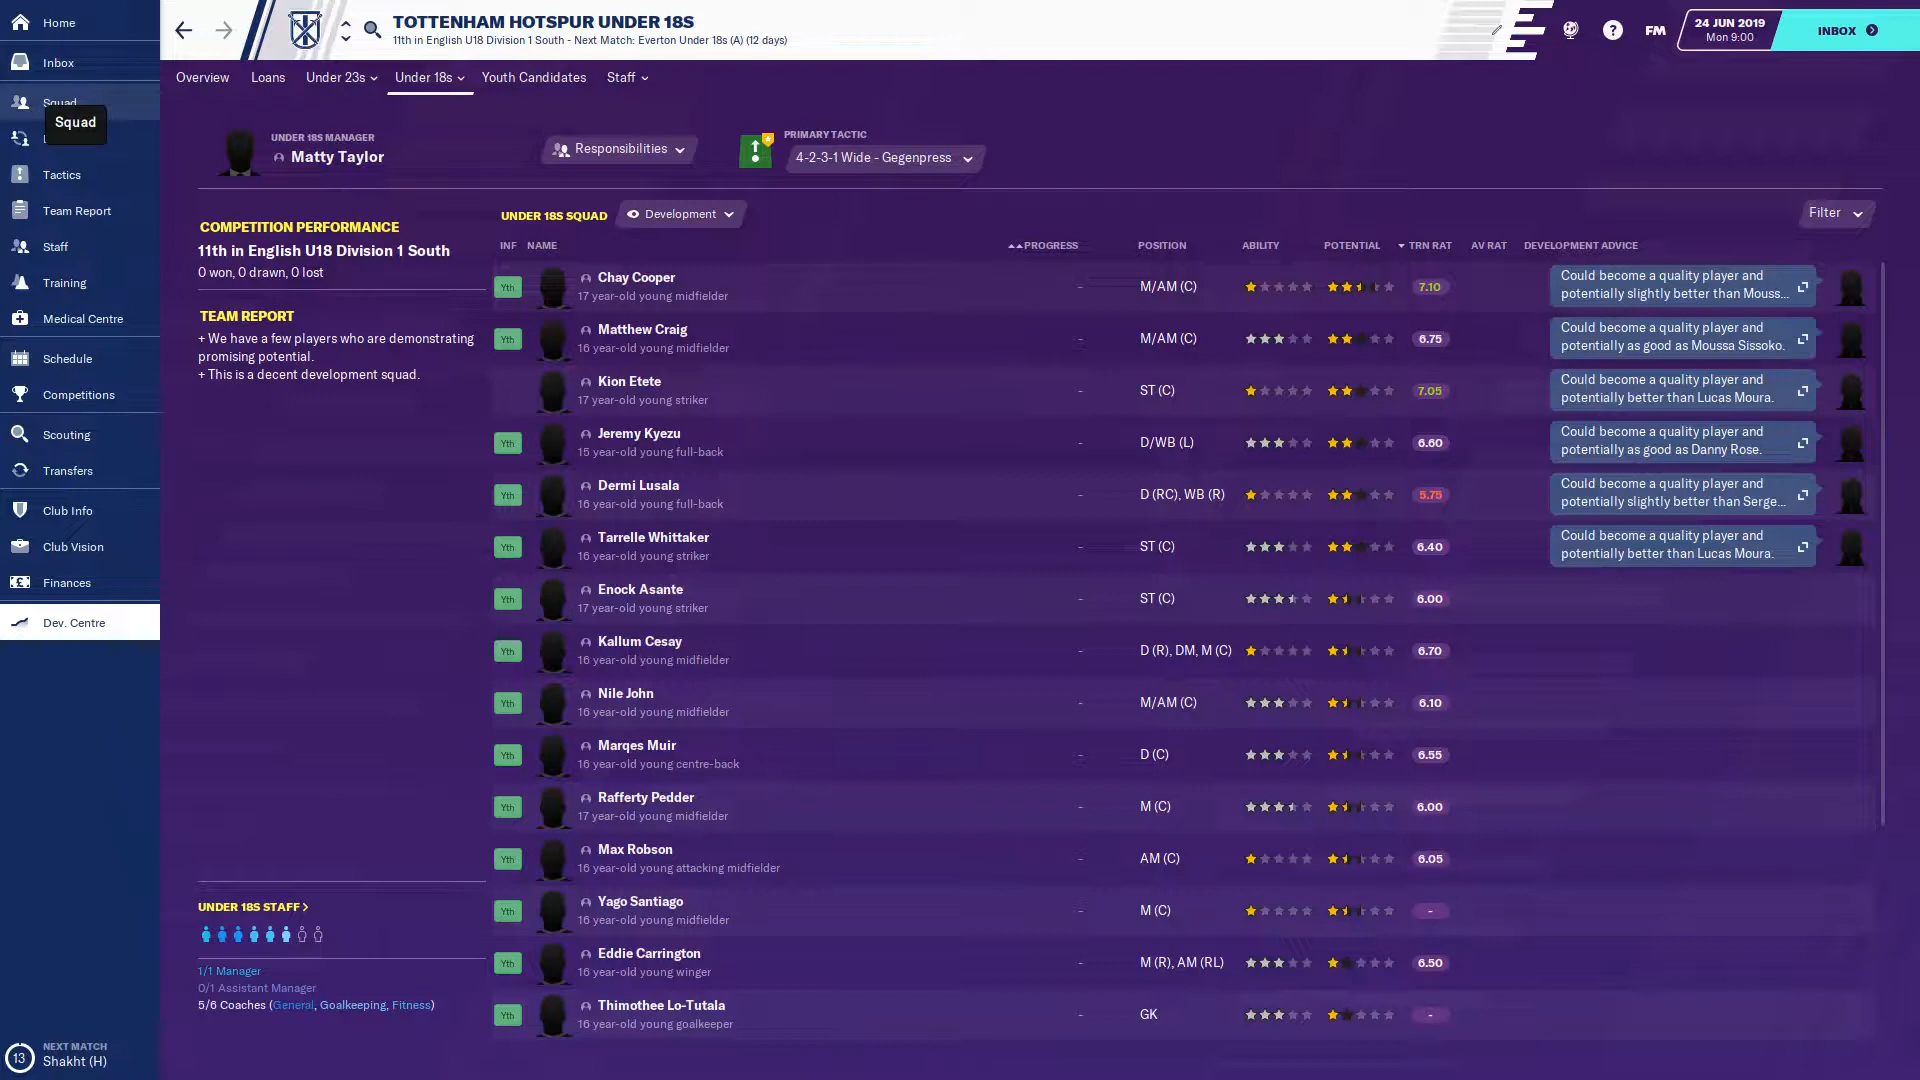 Home
Inbox
Squad
Squad
Tactics
Team Report
Staff
Training
Medical Centre
Schedule
Competitions
Scouting
Transfers
Club Info
Club Vision
Finances
Dev. Centre
13
NEXT MATCH
Shakht (H)
TOTTENHAM HOTSPUR UNDER 18S
11th in English U18 Division 1 South - Next Match: Everton Under 18s (A) (12 days)
?
FM
24 JUN 2019
Mon 9:00
INBOX
Overview Loans Under 23s Under 18s Youth Candidates Staff
UNDER 18S MANAGER
Matty Taylor
Responsibilities
PRIMARY TACTIC
4-2-3-1 Wide - Gegenpress
COMPETITION PERFORMANCE
11th in English U18 Division 1 South
0 won, 0 drawn, 0 lost
TEAM REPORT
+ We have a few players who are demonstrating
promising potential.
+ This is a decent development squad.
UNDER 18S STAFF >
1/1 Manager
0/1 Assistant Manager
5/6 Coaches (General, Goalkeeping, Fitness)
UNDER 18S SQUAD Development Filter
INF NAME PROGRESS POSITION ABILITY POTENTIAL TRN RAT AV RAT DEVELOPMENT ADVICE
Yth Chay Cooper - M/AM (C) 7.10
17 year-old young midfielder
Could become a quality player and
potentially slightly better than Mouss...
Yth Matthew Craig - M/AM (C) 6.75
16 year-old young midfielder
Could become a quality player and
potentially as good as Moussa Sissoko.
Kion Etete - ST (C) 7.05
17 year-old young striker
Could become a quality player and
potentially better than Lucas Moura.
Yth Jeremy Kyezu - D/WB (L) 6.60
15 year-old young full-back
Could become a quality player and
potentially as good as Danny Rose.
Yth Dermi Lusala - D (RC), WB (R) 5.75
16 year-old young full-back
Could become a quality player and
potentially slightly better than Serge...
Yth Tarrelle Whittaker - ST (C) 6.40
16 year-old young striker
Could become a quality player and
potentially better than Lucas Moura.
Yth Enock Asante - ST (C) 6.00
17 year-old young striker
Yth Kallum Cesay - D (R), DM, M (C) 6.70
16 year-old young midfielder
Yth Nile John - M/AM (C) 6.10
16 year-old young midfielder
Yth Marqes Muir - D (C) 6.55
16 year-old young centre-back
Yth Rafferty Pedder - M (C) 6.00
17 year-old young midfielder
Yth Max Robson - AM (C) 6.05
16 year-old young attacking midfielder
Yth Yago Santiago - M (C) -
16 year-old young midfielder
Yth Eddie Carrington - M (R), AM (RL) 6.50
16 year-old young winger
Yth Thimothee Lo-Tutala - GK -
16 year-old young goalkeeper